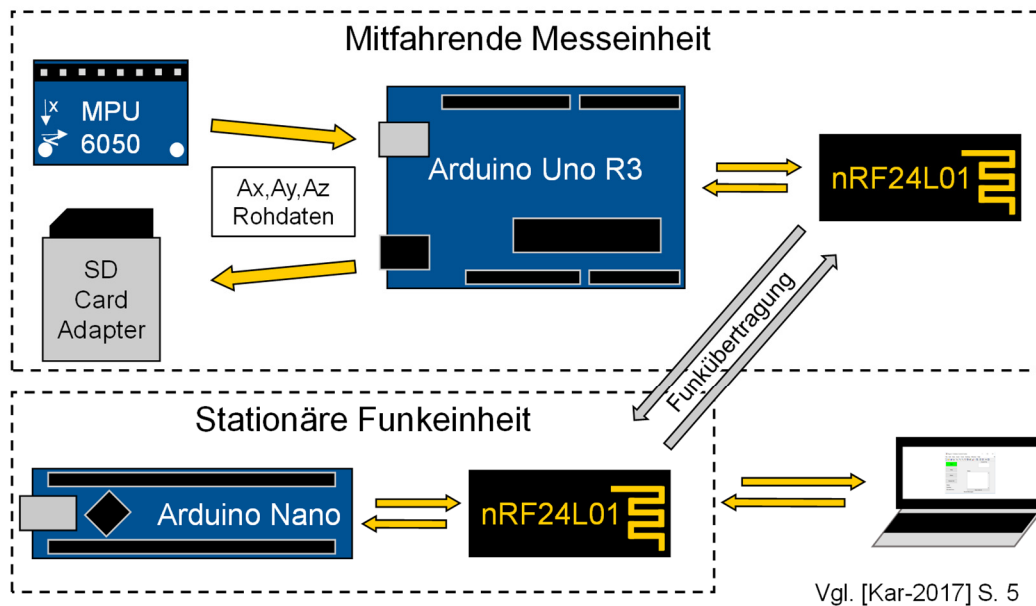 Mitfahrende Messeinheit
MPU
6050
x
Arduino Uno R3
nRF24L01
Ax,Ay,Az
Rohdaten
SD
Card
Adapter
Funkübertragung
Stationäre Funkeinheit
Arduino Nano
nRF24L01
Vgl. [Kar-2017] S. 5